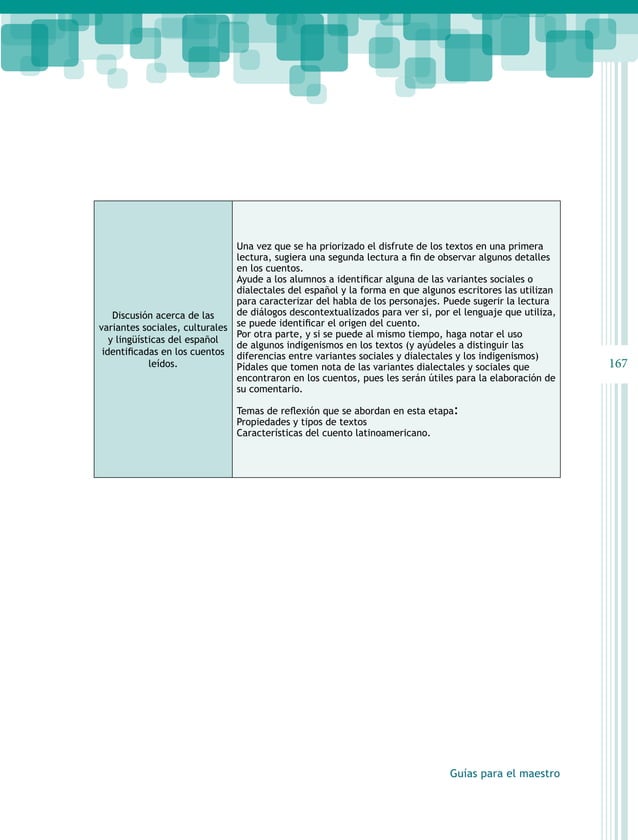 Discusión acerca de las
variantes sociales, culturales
y lingüísticas del español
identificadas en los cuentos
leídos.
Una vez que se ha priorizado el disfrute de los textos en una primera
lectura, sugiera una segunda lectura a fin de observar algunos detalles
en los cuentos.
Ayude a los alumnos a identificar alguna de las variantes sociales o
dialectales del español y la forma en que algunos escritores las utilizan
para caracterizar del habla de los personajes. Puede sugerir la lectura
de diálogos descontextualizados para ver si, por el lenguaje que utiliza,
se puede identificar el origen del cuento.
Por otra parte, y si se puede al mismo tiempo, haga notar el uso
de algunos indigenismos en los textos (y ayúdeles a distinguir las
diferencias entre variantes sociales y dialectales y los indigenismos)
Pídales que tomen nota de las variantes dialectales y sociales que
encontraron en los cuentos, pues les serán útiles para la elaboración de
su comentario.
Temas de reflexión que se abordan en esta etapa:
Propiedades y tipos de textos
Características del cuento latinoamericano.
167
Guías para el maestro